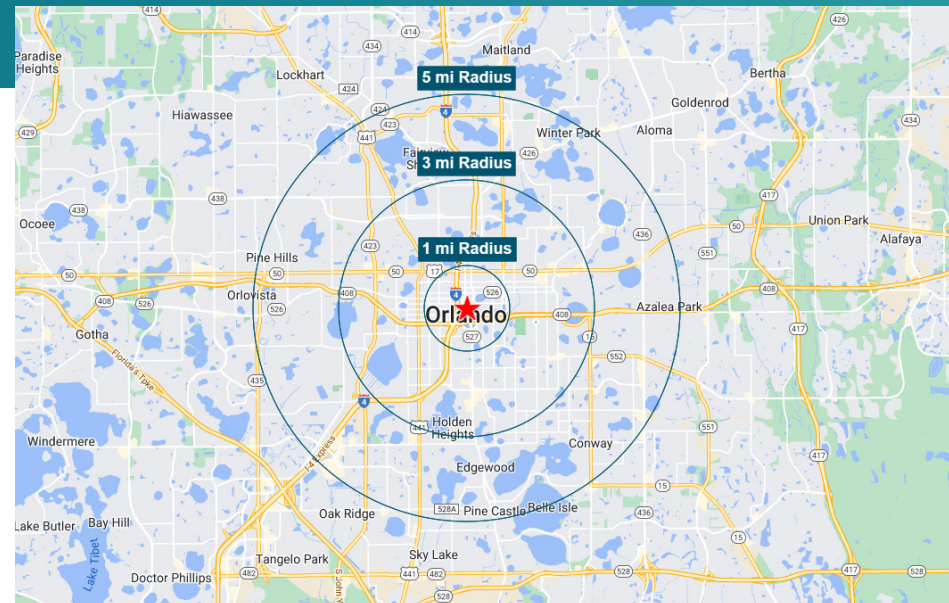 414
414
426
Paradise
Heights
434
Maitland
Lockhart
5 mi Radius
Bertha
424
Goldenrod
424
4
Hiawassee
423
434
429
441
Winter Park
Aloma
426
3 mi Radius
438
438
417
Ocoee
436
50
Union Park
423
1 mi Radius
551
Alafaya
Pine Hills
50
50
50
17
50
408
526
Orlovista
408
4
526
408
526
Orlando
408
Azalea Park
Gotha
527
15
417
Florida's Tpke
552
435
4
441
Holden
Heights
551
Windermere
I-4 Express
Conway
417
Edgewood
15
Lake Butler
Bay Hill
Oak Ridge
528A
Pine Castle
Belle Isle
436
15
Lake Tibet
Sky Lake
Tangelo Park
Doctor Phillips
482
441
482
528
417
528
528